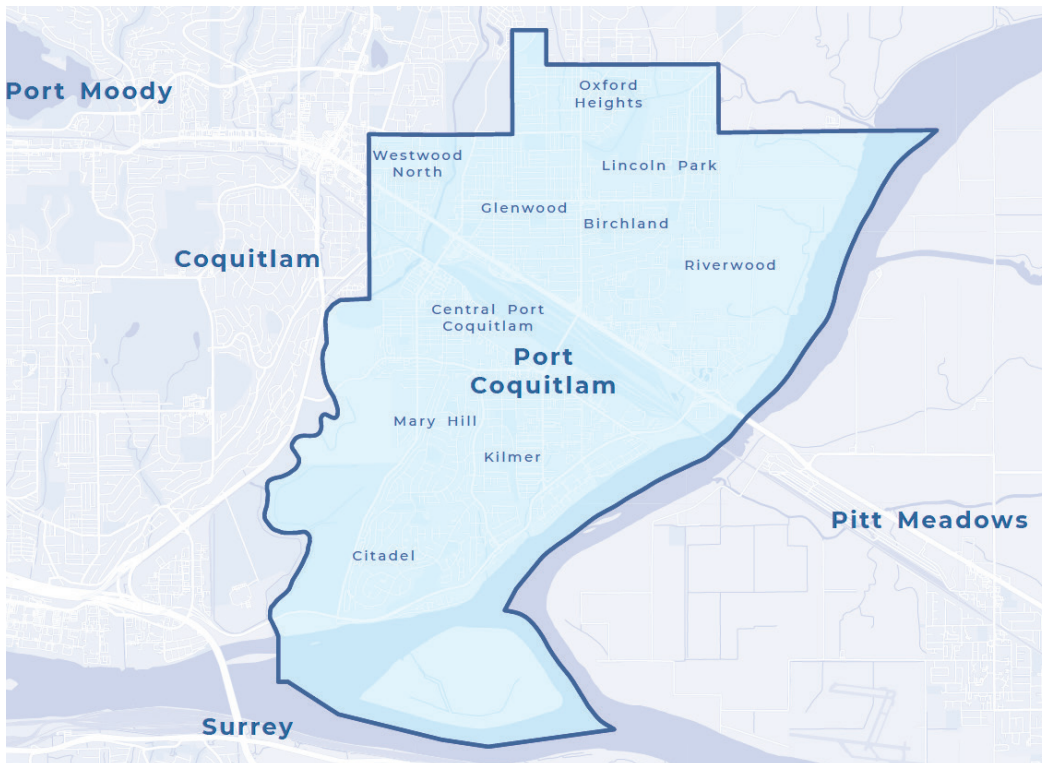 Port Moody
Oxford
Heights
Westwood
North
Lincoln Park
Glenwood
Birchland
Coquitlam
Riverwood
Central Port
Coquitlam
Port
Coquitlam
Mary Hill
Kilmer
Pitt Meadows
Citadel
Surrey